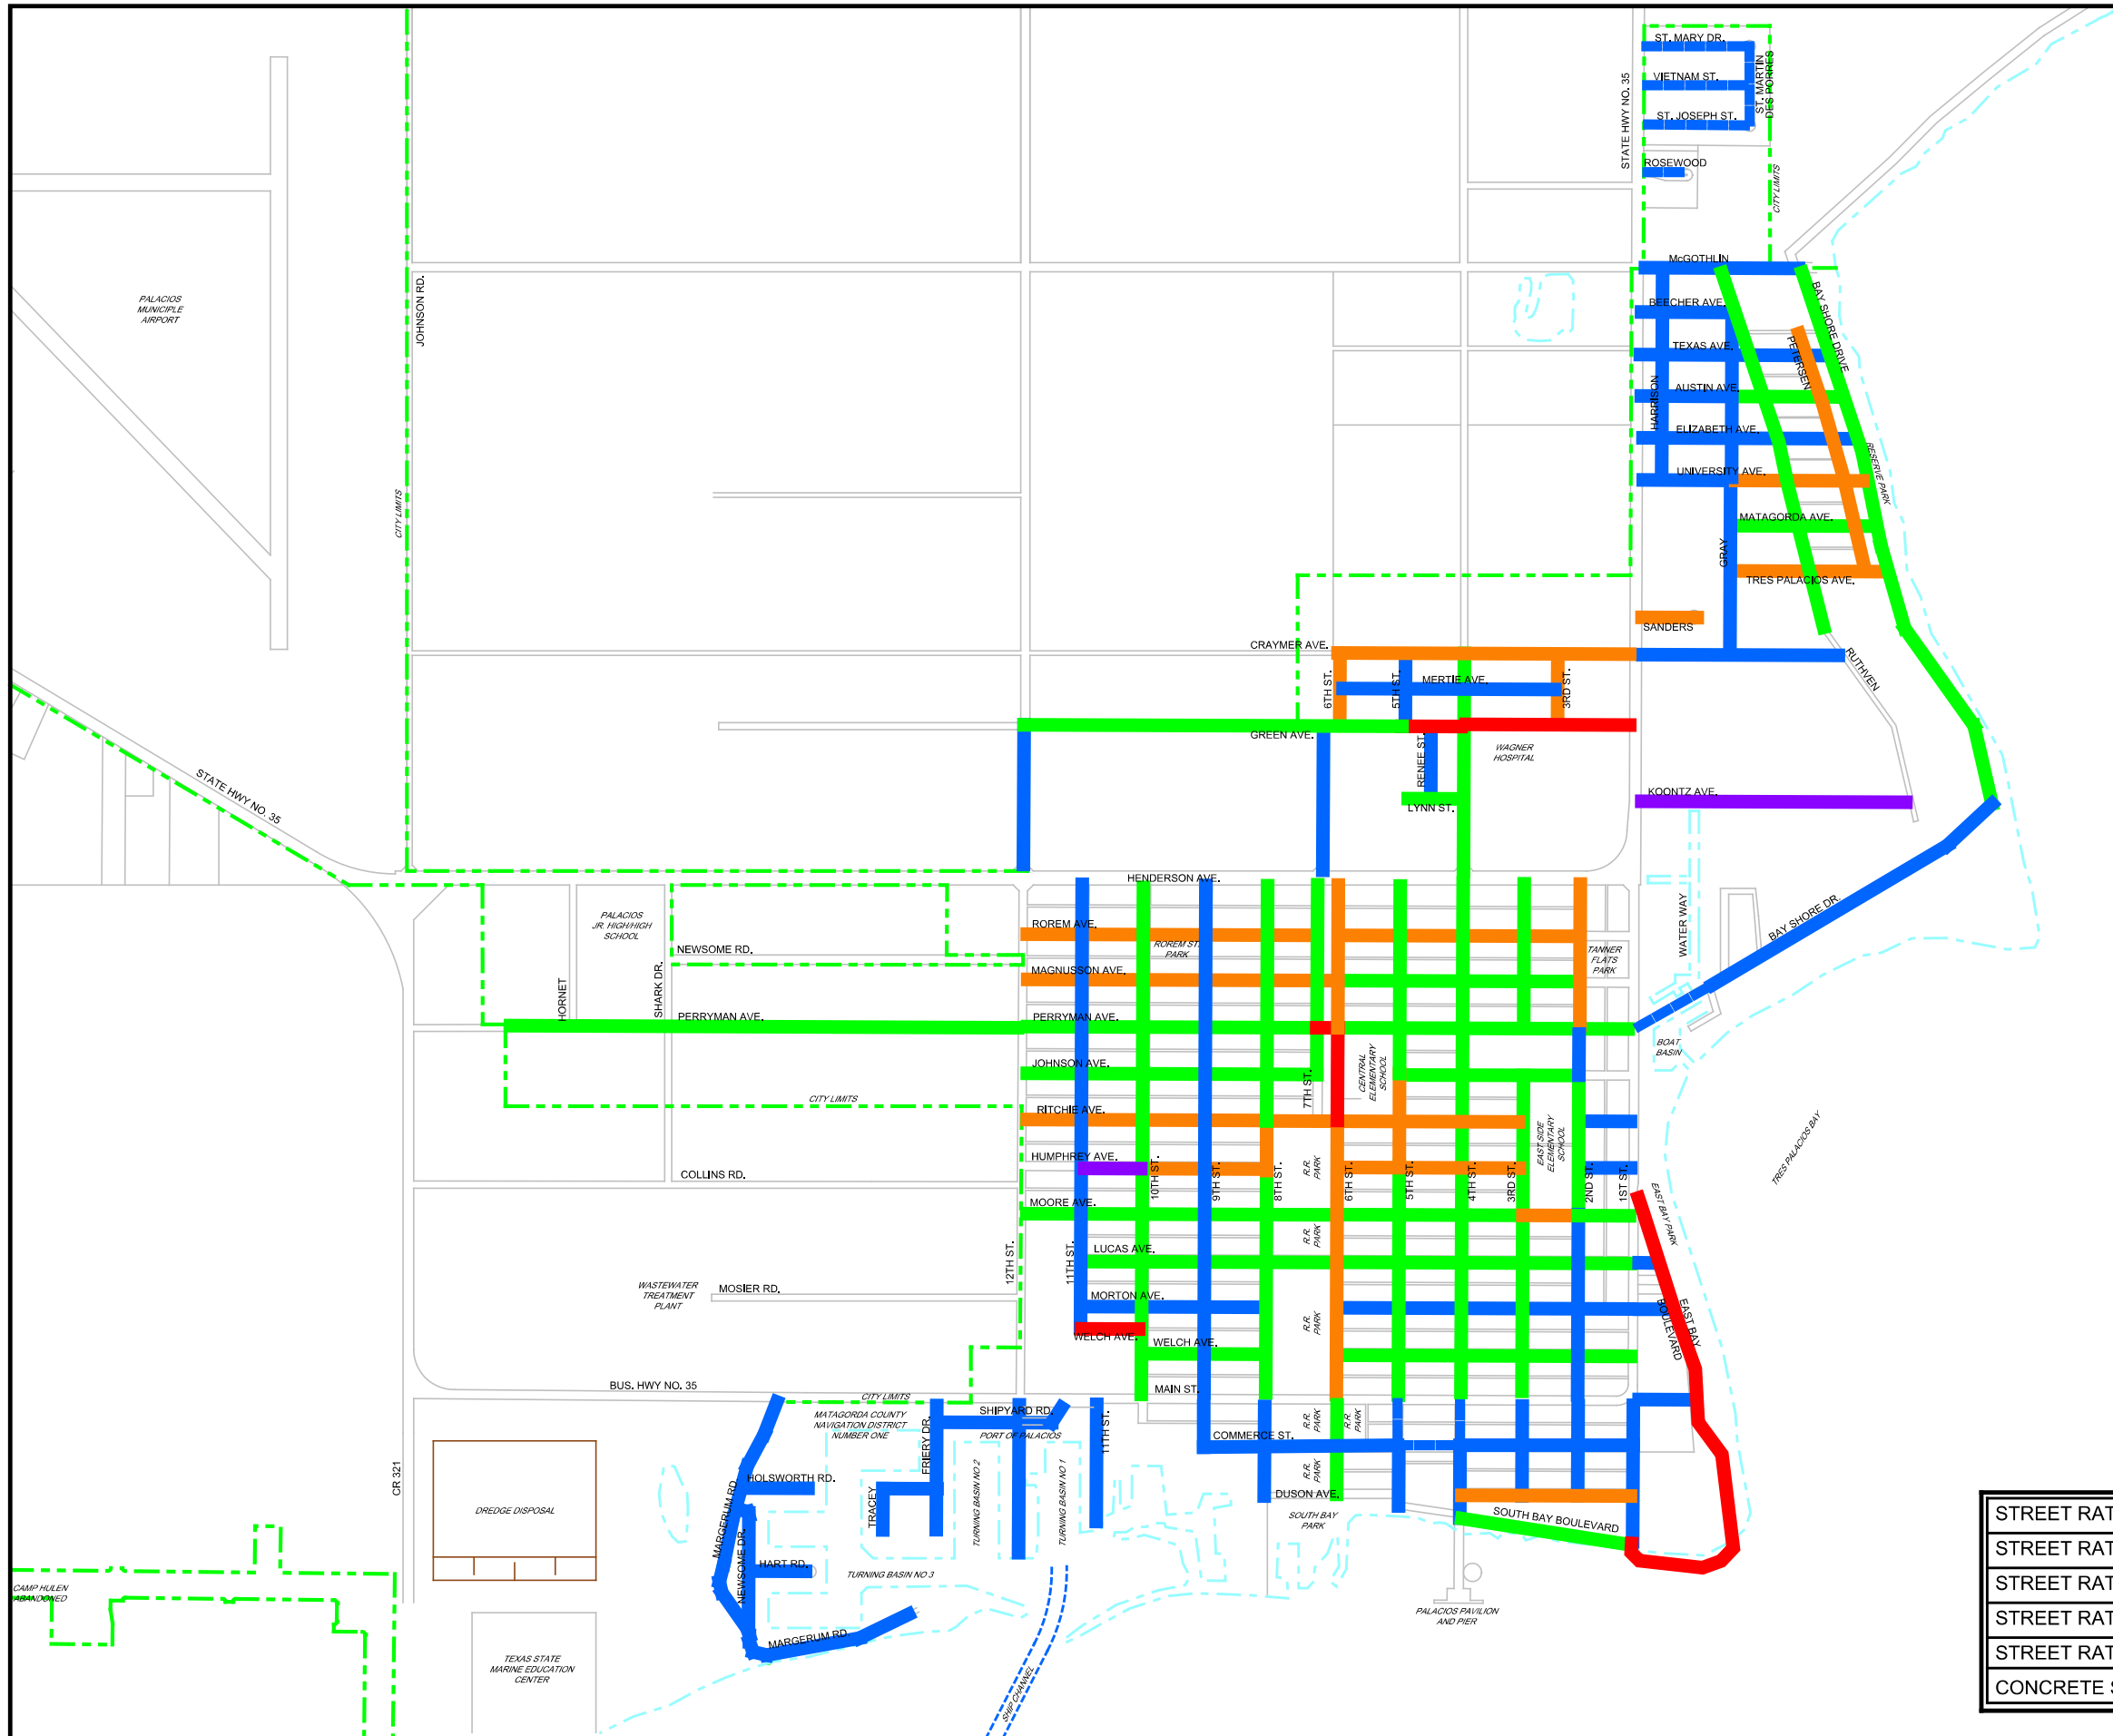 ST. MARY DR.
VIETNAM ST.
ST. MARTIN
DES PORRES
ST. JOSEPH ST.
STATE HWY NO. 35
ROSEWOOD
CITY LIMITS
McGOTHLIN
BEECHER AVE.
BAY SHORE DRIVE
TEXAS AVE.
PETERSEN
AUSTIN AVE.
HARRISON
ELIZABETH AVE.
RESERVE PARK
UNIVERSITY AVE.
MATAGORDA AVE.
GRAY
TRES PALACIOS AVE.
SANDERS
RUTHVEN
PALACIOS
MUNICIPLE
AIRPORT
JOHNSON RD.
CITY LIMITS
CRAYMER AVE.
6TH ST.
5TH ST.
MERTIE AVE.
3RD ST.
GREEN AVE.
RENEE ST.
WAGNER
HOSPITAL
LYNN ST.
KOONTZ AVE.
STATE HWY NO. 35
HENDERSON AVE.
WATER WAY
BAY SHORE DR.
PALACIOS
JR. HIGH/HIGH
SCHOOL
NEWSOME RD.
ROREM AVE.
ROREM ST.
PARK
TANNER
FLATS
PARK
MAGNUSSON AVE.
HORNET
SHARK DR.
PERRYMAN AVE.
PERRYMAN AVE.
BOAT
BASIN
JOHNSON AVE.
7TH ST.
CENTRAL
ELEMENTARY
SCHOOL
CITY LIMITS
RITCHIE AVE.
EAST SIDE
ELEMENTARY
SCHOOL
TRES PALACIOS BAY
HUMPHREY AVE.
COLLINS RD.
10TH ST.
9TH ST.
8TH ST.
R.R.
PARK
6TH ST.
5TH ST.
4TH ST.
3RD ST.
2ND ST.
1ST ST.
EAST BAY PARK
MOORE AVE.
R.R.
PARK
12TH ST.
11TH ST.
LUCAS AVE.
WASTEWATER
TREATMENT
PLANT
MOSIER RD.
MORTON AVE.
R.R.
PARK
EAST BAY
BOULEVARD
WELCH AVE.
WELCH AVE.
BUS. HWY NO. 35
CITY LIMITS
MAIN ST.
MATAGORDA COUNTY
NAVIGATION DISTRICT
NUMBER ONE
FRIERY DR.
SHIPYARD RD.
PORT OF PALACIOS
11TH ST.
R.R.
PARK
R.R.
PARK
COMMERCE ST.
CR 321
HOLSWORTH RD.
TURNING BASIN NO 2
TURNING BASIN NO 1
R.R.
PARK
DUSON AVE.
DREDGE DISPOSAL
MARGERUM RD.
TRACEY
SOUTH BAY
PARK
SOUTH BAY BOULEVARD
NEWSOME DR.
HART RD.
TURNING BASIN NO 3
CAMP HULEN
ABANDONED
PALACIOS PAVILION
AND PIER
MARGERUM RD.
TEXAS STATE
MARINE EDUCATION
CENTER
SHIP CHANNEL
STREET RAT
STREET RAT
STREET RAT
STREET RAT
STREET RAT
CONCRETE S